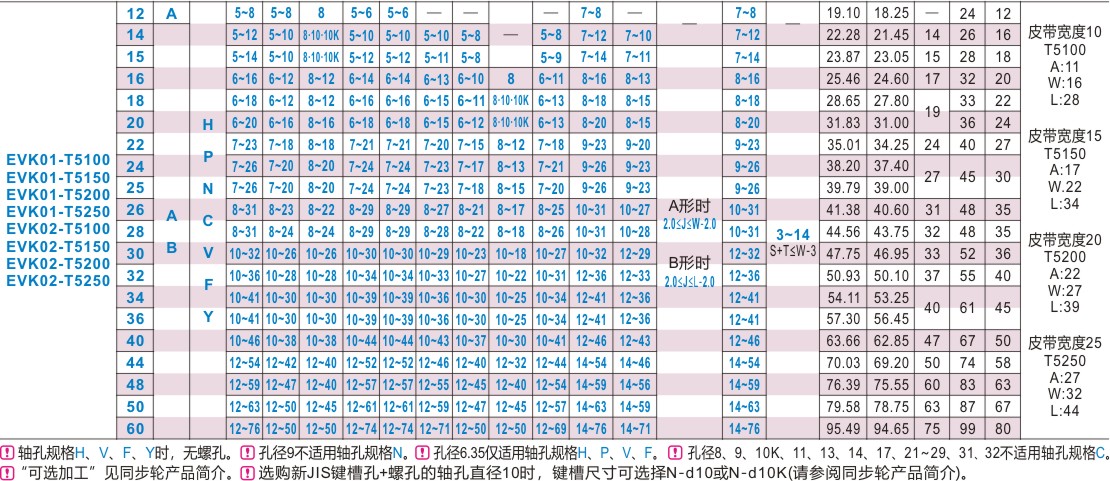 12 A 5~8 5~8 8 5~6 5~6 — — — 7~8 — 7~8 — 19.10 18.25 — 24 12
14 5~12 5~10 8·10·10K 5~10 5~10 5~10 5~8 — 5~8 7~12 7~10 7~12 22.28 21.45 14 26 16
15 5~14 5~10 8·10·10K 5~12 5~12 5~11 5~8 5~9 7~14 7~11 7~14 23.87 23.05 15 28 18
16 6~16 6~12 8~12 6~14 6~14 6~13 6~10 8 6~11 8~16 8~13 8~16 25.46 24.60 17 32 20
18 6~18 6~12 8~12 6~16 6~16 6~15 6~11 8·10·10K 6~13 8~18 8~15 8~18 28.65 27.80 19 33 22
20 6~20 6~16 8~16 6~18 6~18 6~15 6~12 8·10·10K 6~13 8~20 8~15 8~20 31.83 31.00 36 24
22 7~23 7~18 8~18 7~21 7~21 7~20 7~15 8~12 7~18 9~23 9~20 9~23 35.01 34.25 24 40 27
24 7~26 7~20 8~20 7~24 7~24 7~23 7~17 8~13 7~21 9~26 9~23 9~26 38.20 37.40 27 45 30
25 7~26 7~20 8~20 7~24 7~24 7~23 7~18 8~15 7~20 9~26 9~23 9~26 39.79 39.00
26 8~31 8~23 8~22 8~29 8~29 8~27 8~21 8~17 8~25 10~31 10~27 10~31 41.38 40.60 31 48 35
28 8~31 8~24 8~24 8~29 8~29 8~28 8~22 8~18 8~26 10~31 10~28 10~31 44.56 43.75 32 48 35
30 10~32 10~26 10~26 10~30 10~30 10~29 10~23 10~18 10~27 10~32 12~29 12~32 47.75 46.95 33 52 36
32 10~36 10~28 10~28 10~34 10~34 10~33 10~27 10~22 10~31 12~36 12~33 12~36 50.93 50.10 37 55 40
34 10~41 10~30 10~30 10~39 10~39 10~36 10~30 10~25 10~34 12~41 12~36 12~41 54.11 53.25 40 61 45
36 10~41 10~30 10~30 10~39 10~39 10~36 10~30 10~25 10~34 12~41 12~36 12~41 57.30 56.45
40 10~46 10~38 10~38 10~44 10~44 10~43 10~37 10~30 10~41 12~46 12~43 12~46 63.66 62.85 47 67 50
44 12~54 12~42 12~40 12~52 12~52 12~46 12~40 12~32 12~44 14~54 14~46 14~54 70.03 69.20 50 74 58
48 12~59 12~47 12~40 12~57 12~57 12~55 12~45 12~40 12~54 14~59 14~56 14~59 76.39 75.55 60 83 63
50 12~63 12~50 12~45 12~61 12~61 12~59 12~47 12~45 12~57 14~63 14~59 14~63 79.58 78.75 63 87 67
60 12~76 12~50 12~50 12~74 12~74 12~71 12~50 12~50 12~69 14~76 14~71 14~76 95.49 94.65 75 99 80
EVK01-T5100
EVK01-T5150
EVK01-T5200
EVK01-T5250
EVK02-T5100
EVK02-T5150
EVK02-T5200
EVK02-T5250
A
B
H
P
N
C
V
F
Y
A形时
2.0≤J≤W-2.0
B形时
2.0≤J≤L-2.0
3~14
S+T≤W-3
皮带宽度10
T5100
A:11
W:16
L:28
皮带宽度15
T5150
A:17
W.22
L:34
皮带宽度20
T5200
A:22
W:27
L:39
皮带宽度25
T5250
A:27
W:32
L:44
轴孔规格H、V、F、Y时，无螺孔。 孔径9不适用轴孔规格N。 孔径6.35仅适用轴孔规格H、P、V、F。 孔径8、9、10K、11、13、14、17、21~29、31、32不适用轴孔规格C。
“可选加工”见同步轮产品简介。 选购新JIS键槽孔+螺孔的轴孔直径10时，键槽尺寸可选择N-d10或N-d10K(请参阅同步轮产品简介)。